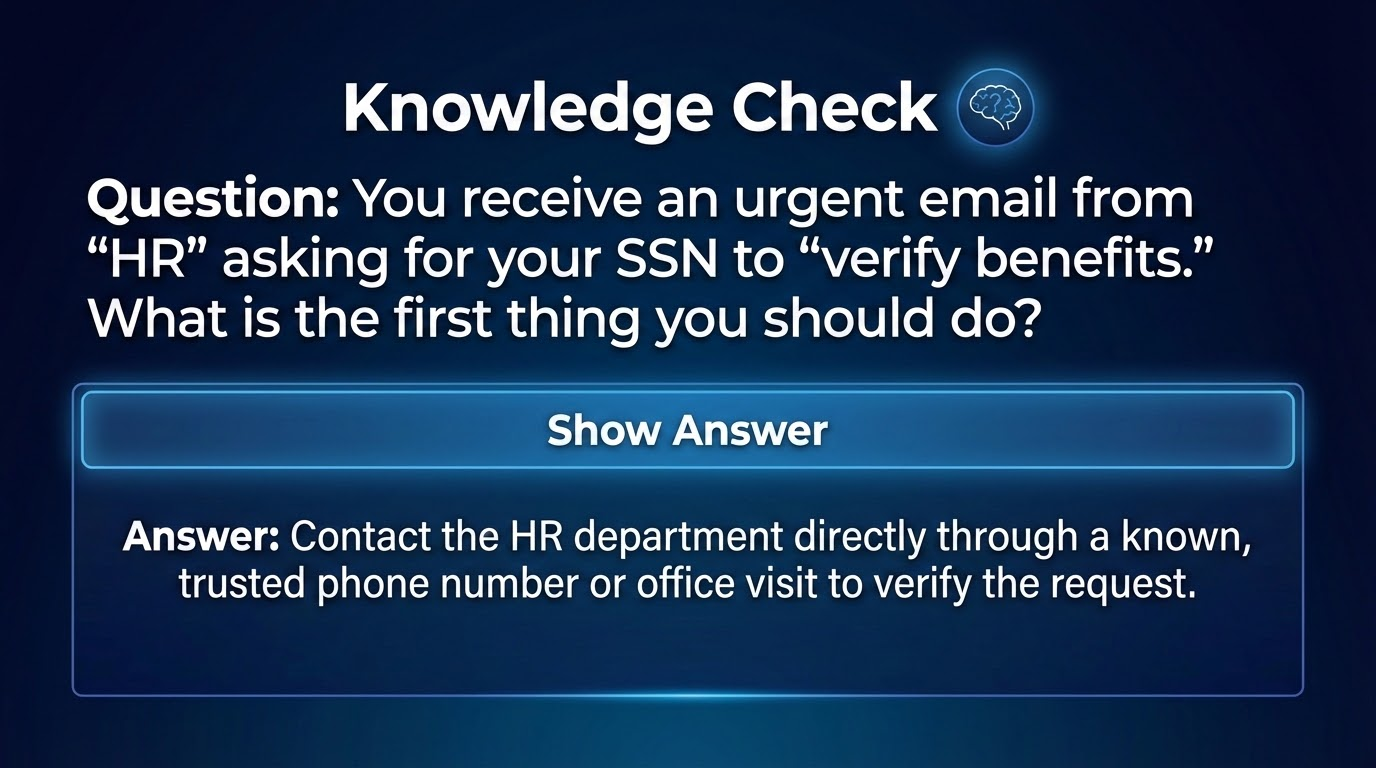 Knowledge Check
Question: You receive an urgent email from
“HR” asking for your SSN to “verify benefits.”
What is the first thing you should do?
Show Answer
Answer: Contact the HR department directly through a known,
trusted phone number or office visit to verify the request.